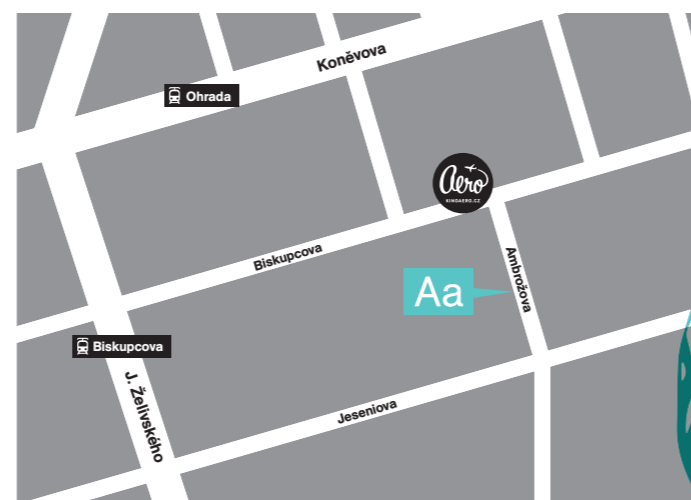 Koněvova
Ohrada
Aero
KINOAERO.CZ
Biskupcova
Ambrožova
Aa
Biskupcova
J. Želivského
Jeseniova